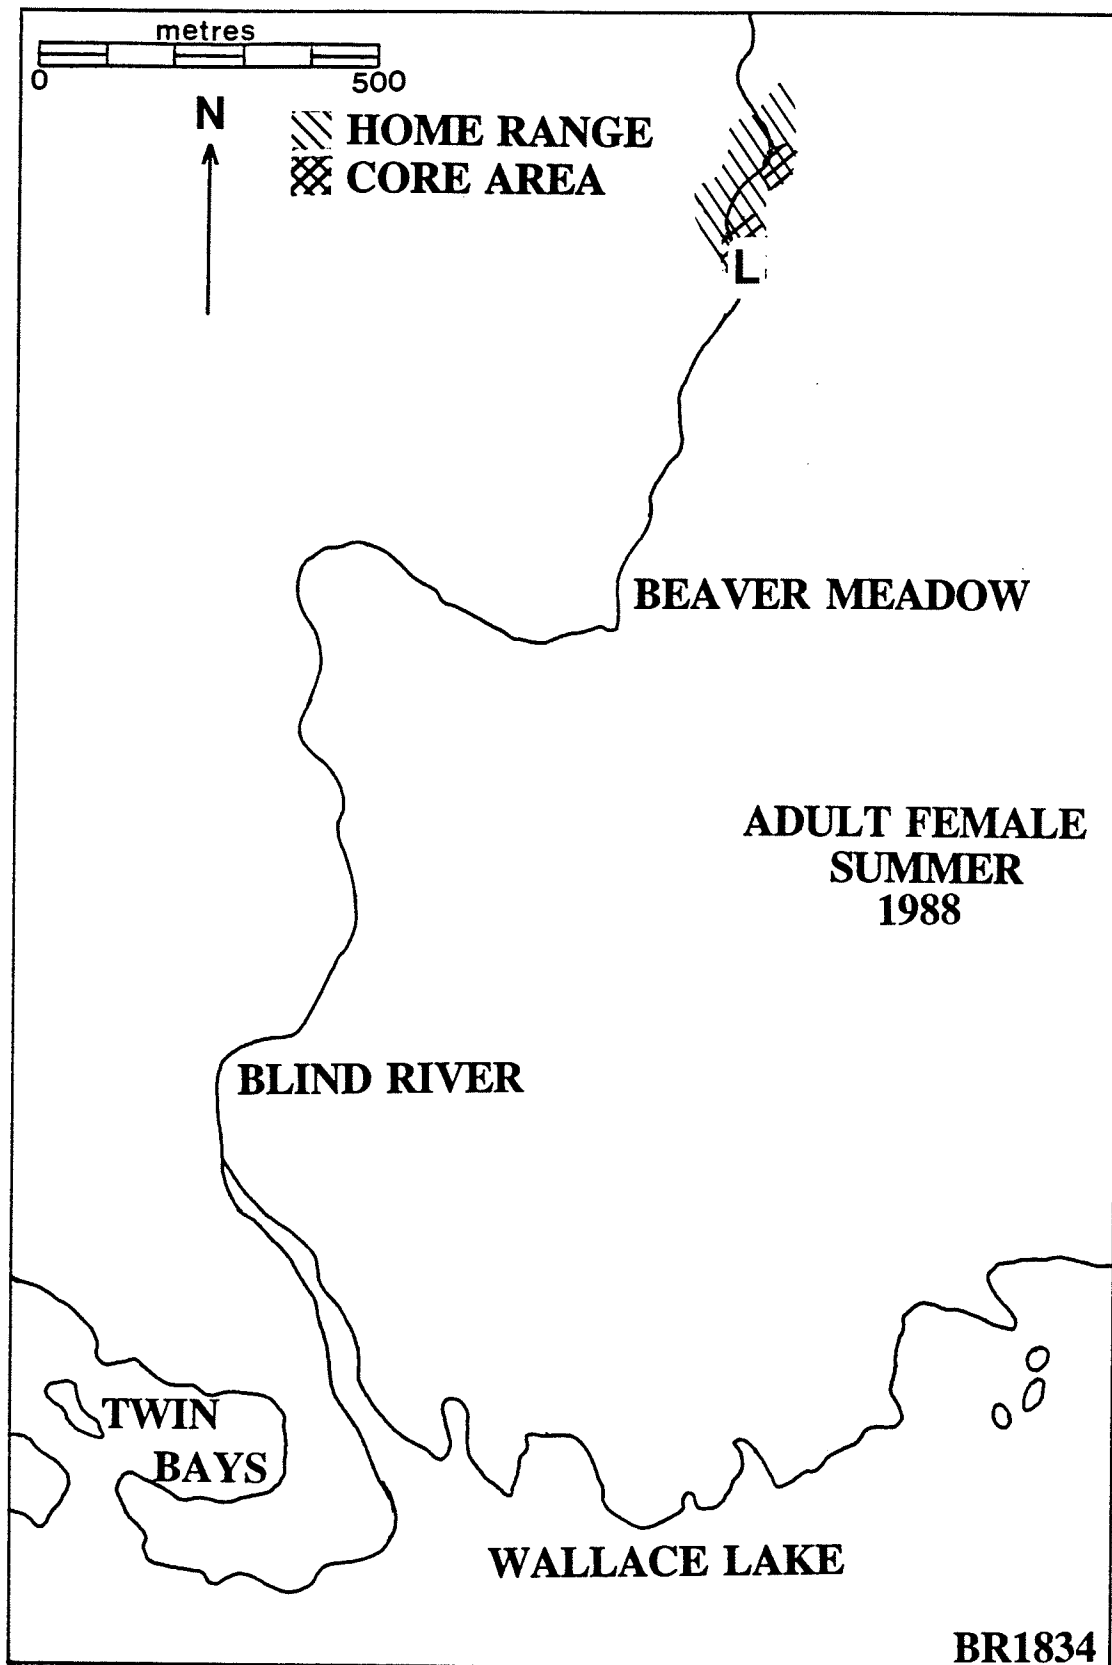 metres
0 500
N
HOME RANGE
CORE AREA
L
BEAVER MEADOW
ADULT FEMALE
SUMMER
1988
BLIND RIVER
TWIN
BAYS
WALLACE LAKE
BR1834